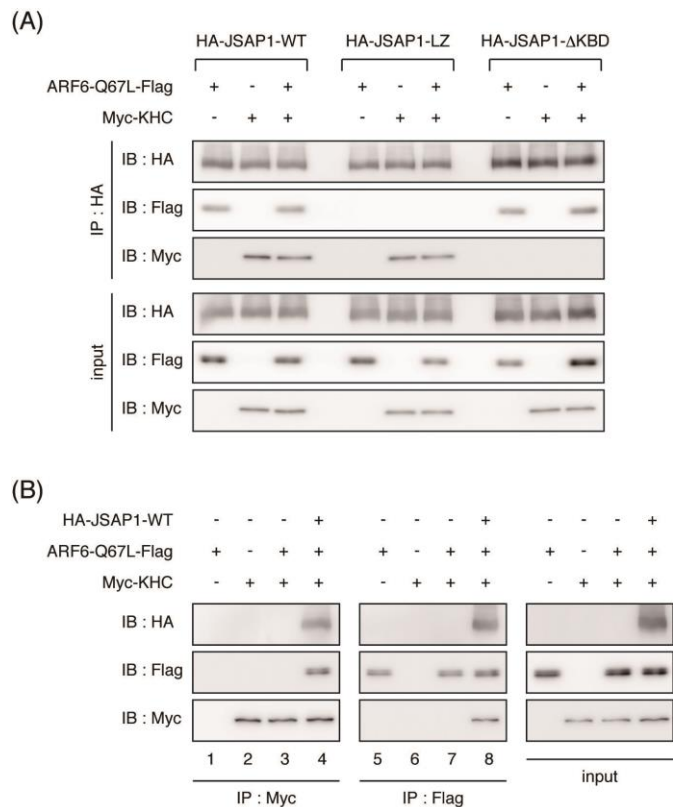 (A)
HA-JSAP1-WT HA-JSAP1-LZ HA-JSAP1-ΔKBD
ARF6-Q67L-Flag + - + + - + + - +
Myc-KHC - + + - + + - + +
IP : HA
IB : HA
IB : Flag
IB : Myc
input
IB : HA
IB : Flag
IB : Myc
(B)
HA-JSAP1-WT - - - + - - - + - - - +
ARF6-Q67L-Flag + - + + + - + + + - + +
Myc-KHC - + + + - + + + - + + +
IB : HA
IB : Flag
IB : Myc
1 2 3 4 5 6 7 8
IP : Myc IP : Flag input